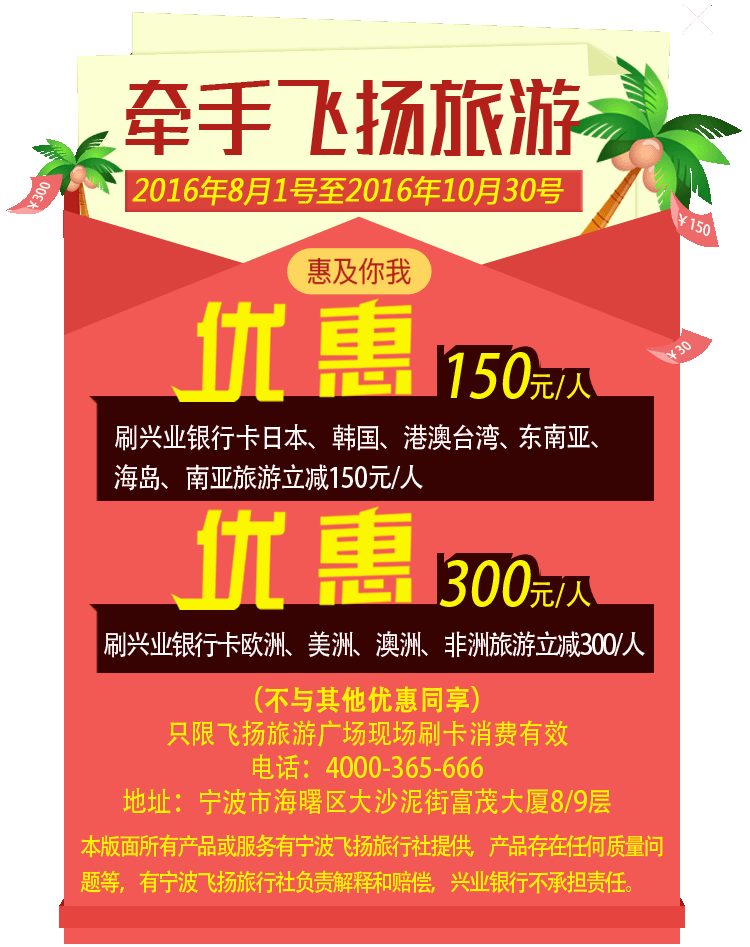 牵手飞扬旅游
2016年8月1号至2016年10月30号
¥300
¥150
惠及你我
¥30
优惠
150元/人
刷兴业银行卡日本、韩国、港澳台湾、东南亚、
海岛、南亚旅游立减150元/人
优惠
300元/人
刷兴业银行卡欧洲、美洲、澳洲、非洲旅游立减300/人
（不与其他优惠同享）
只限飞扬旅游广场现场刷卡消费有效
电话：4000-365-666
地址：宁波市海曙区大沙泥街富茂大厦8/9层
本版面所有产品或服务有宁波飞扬旅行社提供，产品存在任何质量问
题等，有宁波飞扬旅行社负责解释和赔偿，兴业银行不承担责任。